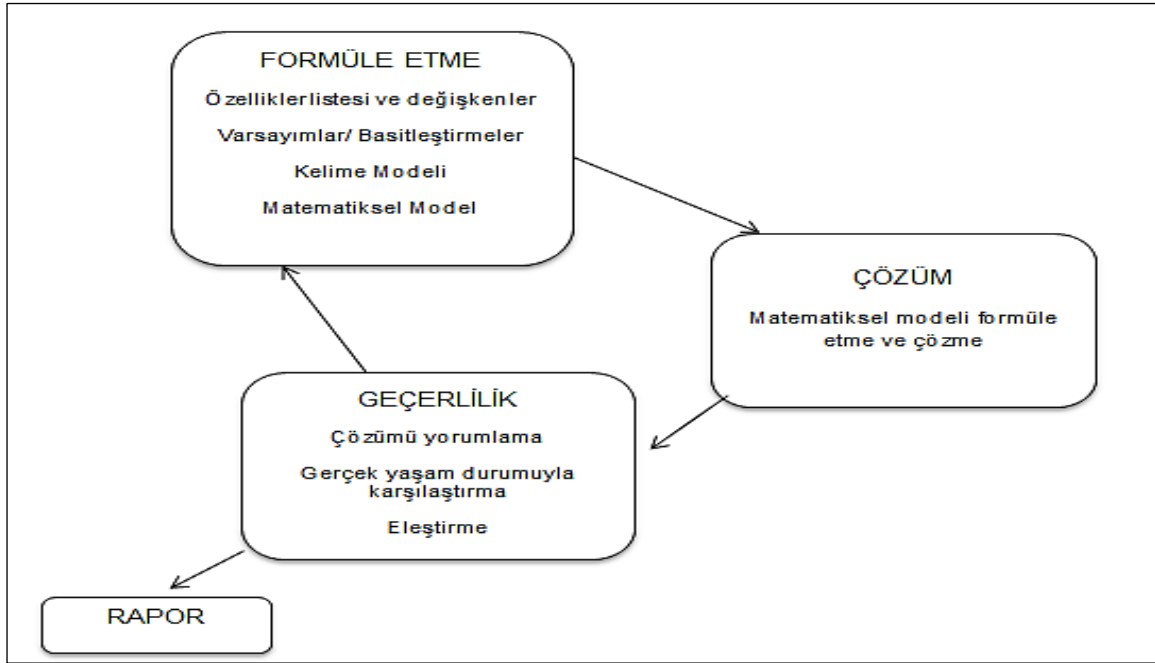 FORMÜLE ETME
Özelliklerlistesi ve değişkenler
Varsayımlar/ Basitleştirmeler
Kelime Modeli
Matematiksel Model
ÇÖZÜM
Matematiksel modeli formüle
etme ve çözme
GEÇERLİLİK
Çözümü yorumlama
Gerçek yaşam durumuyla
karşılaştırma
Eleştirme
RAPOR